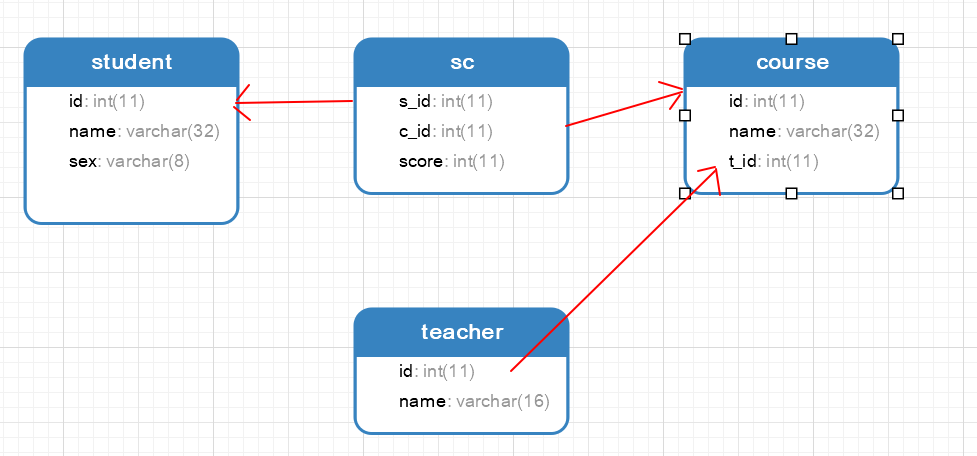 student
id: int(11)
name: varchar(32)
sex: varchar(8)
sc
s_id: int(11)
c_id: int(11)
score: int(11)
course
id: int(11)
name: varchar(32)
t_id: int(11)
teacher
id: int(11)
name: varchar(16)